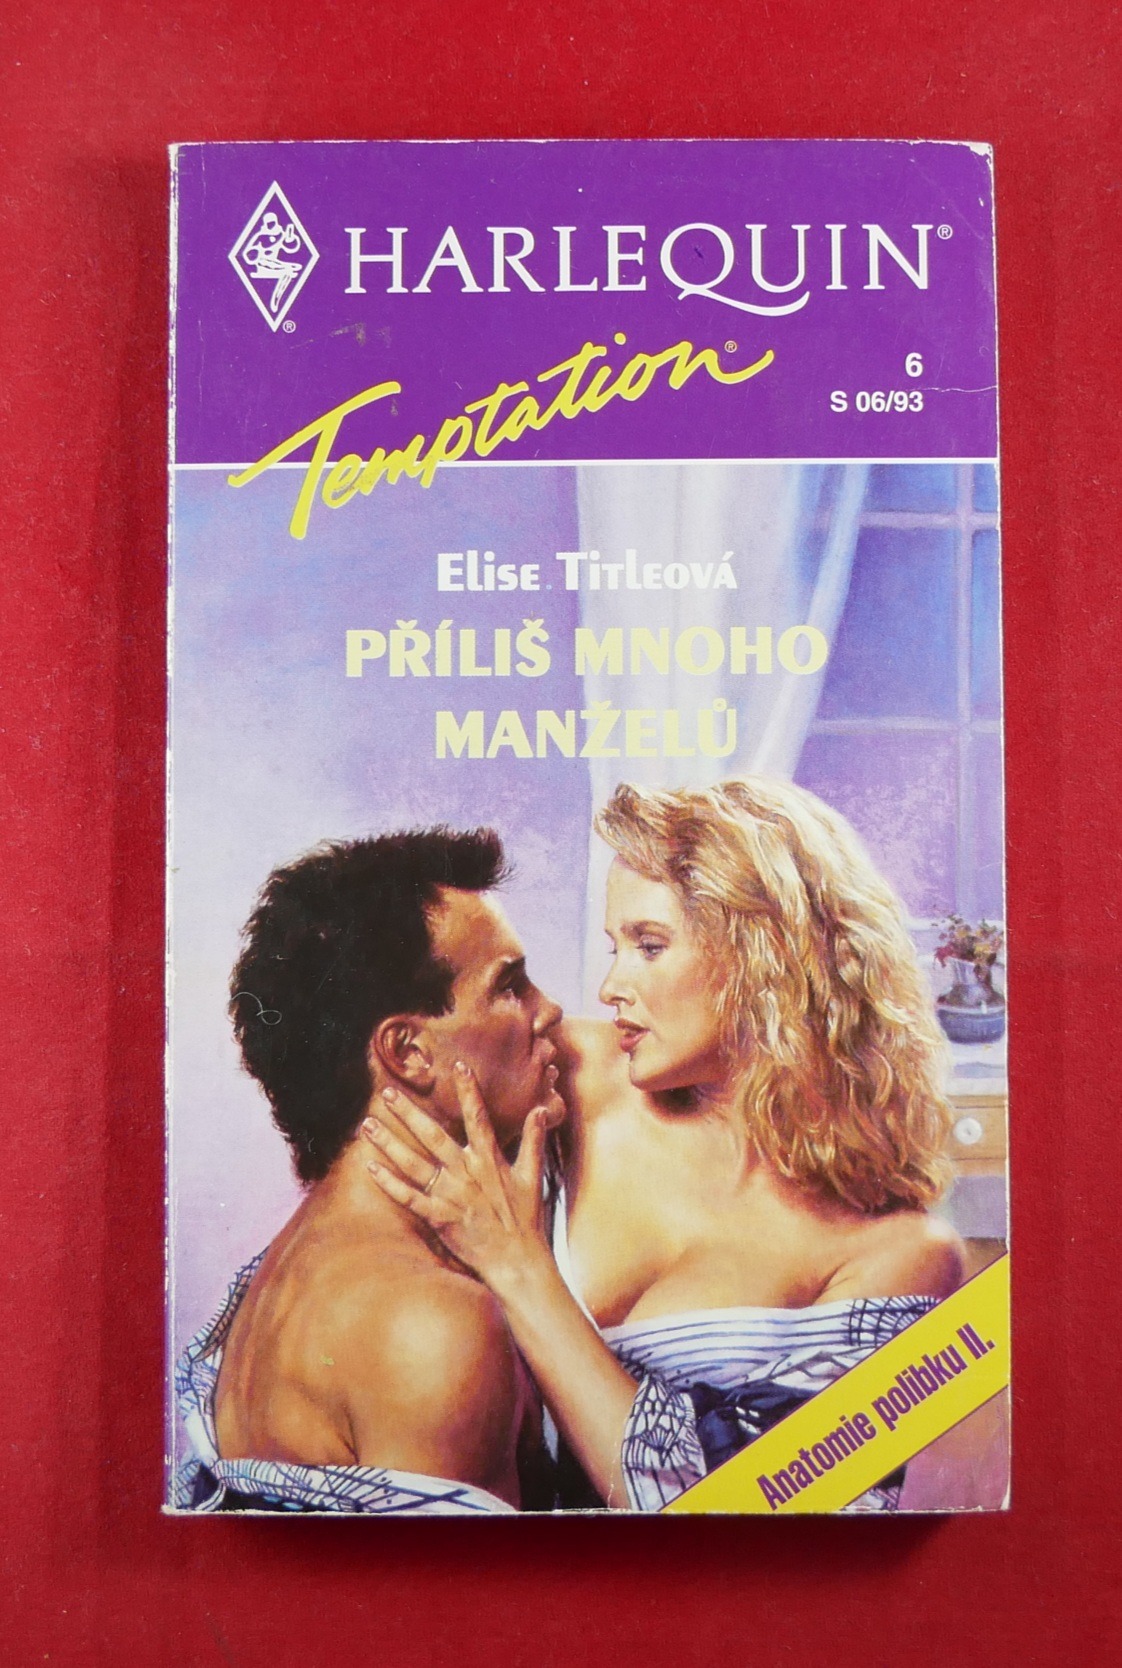 HARLEQUIN®
®
Temptation®
6
S 06/93
Elise Titleová
PŘÍLIŠ MNOHO
MANŽELŮ
Anatomie polibku II.